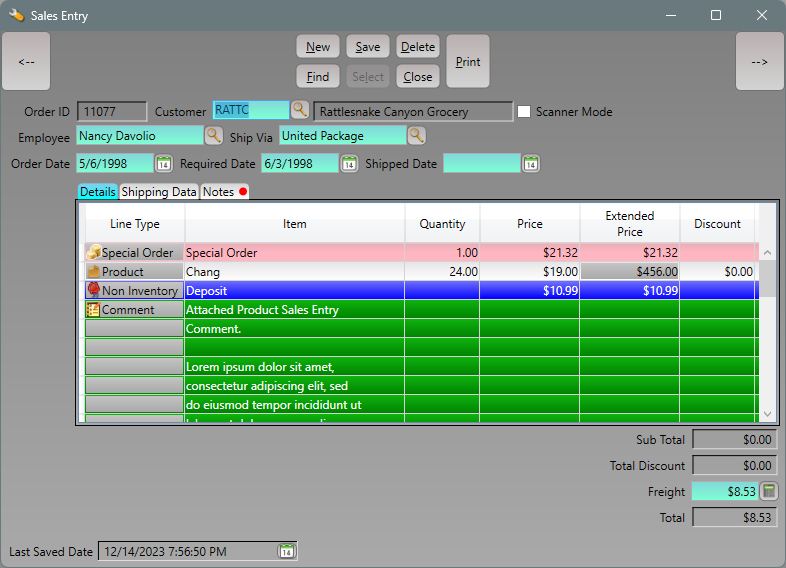 Sales Entry
<-- New Save Delete Print -->
Find Select Close
Order ID 11077 Customer RATTC Rattlesnake Canyon Grocery Scanner Mode
Employee Nancy Davolio Ship Via United Package
Order Date 5/6/1998 14 Required Date 6/3/1998 14 Shipped Date 14
Details Shipping Data Notes
Line Type Item Quantity Price Extended Price Discount
Special Order Special Order 1.00 $21.32 $21.32
Product Chang 24.00 $19.00 $456.00 $0.00
Non Inventory Deposit $10.99 $10.99
Comment Attached Product Sales Entry
Comment.
Lorem ipsum dolor sit amet,
consectetur adipiscing elit, sed
do eiusmod tempor incididunt ut
Sub Total $0.00
Total Discount $0.00
Freight $8.53
Total $8.53
Last Saved Date 12/14/2023 7:56:50 PM 14